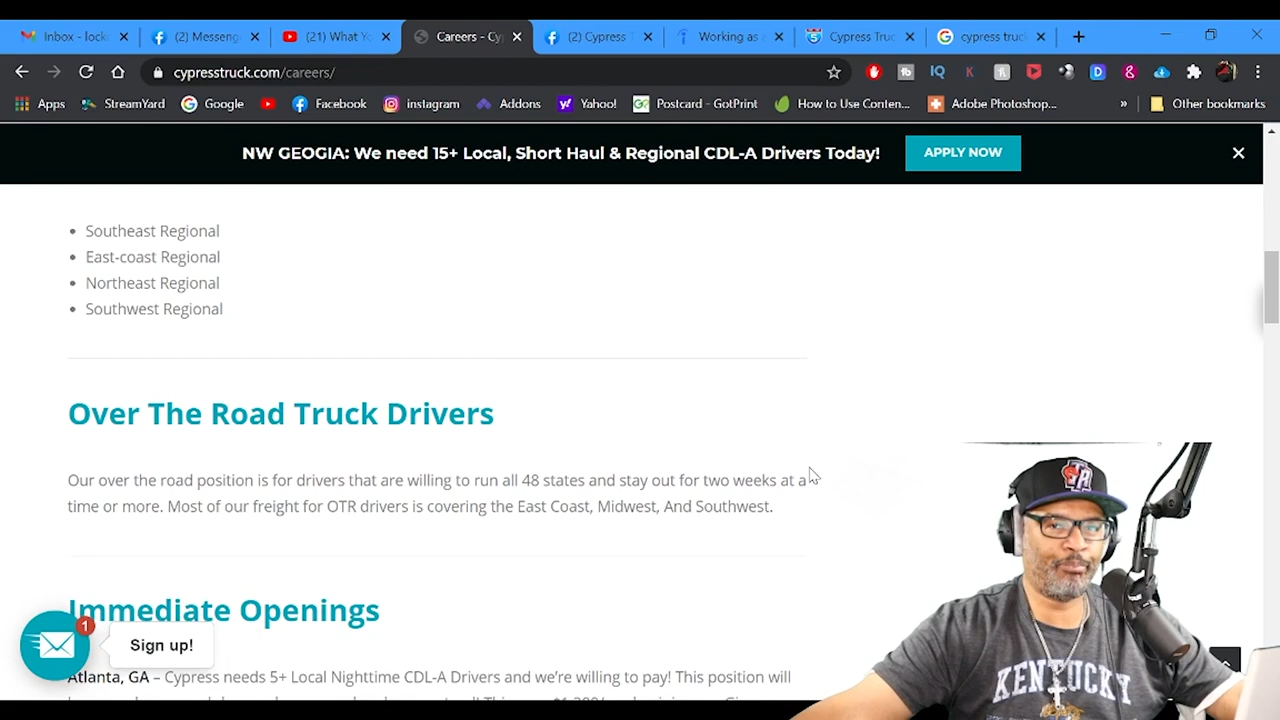 Inbox - lock
(2) Messeng
(21) What Y
Careers - Cy
(2) Cypress
Working as
Cypress Truc
cypress truck
cypresstruck.com/careers/
Apps
StreamYard
Google
Facebook
instagram
Addons
Yahoo!
Postcard - GotPrint
How to Use Conten...
Adobe Photoshop...
»
Other bookmarks
NW GEOGIA: We need 15+ Local, Short Haul & Regional CDL-A Drivers Today!
APPLY NOW
• Southeast Regional
• East-coast Regional
• Northeast Regional
• Southwest Regional
Over The Road Truck Drivers
Our over the road position is for drivers that are willing to run all 48 states and stay out for two weeks at a
time or more. Most of our freight for OTR drivers is covering the East Coast, Midwest, And Southwest.
Immediate Openings
1
Sign up!
Atlanta, GA – Cypress needs 5+ Local Nighttime CDL-A Drivers and we're willing to pay! This position will
KENTUCKY